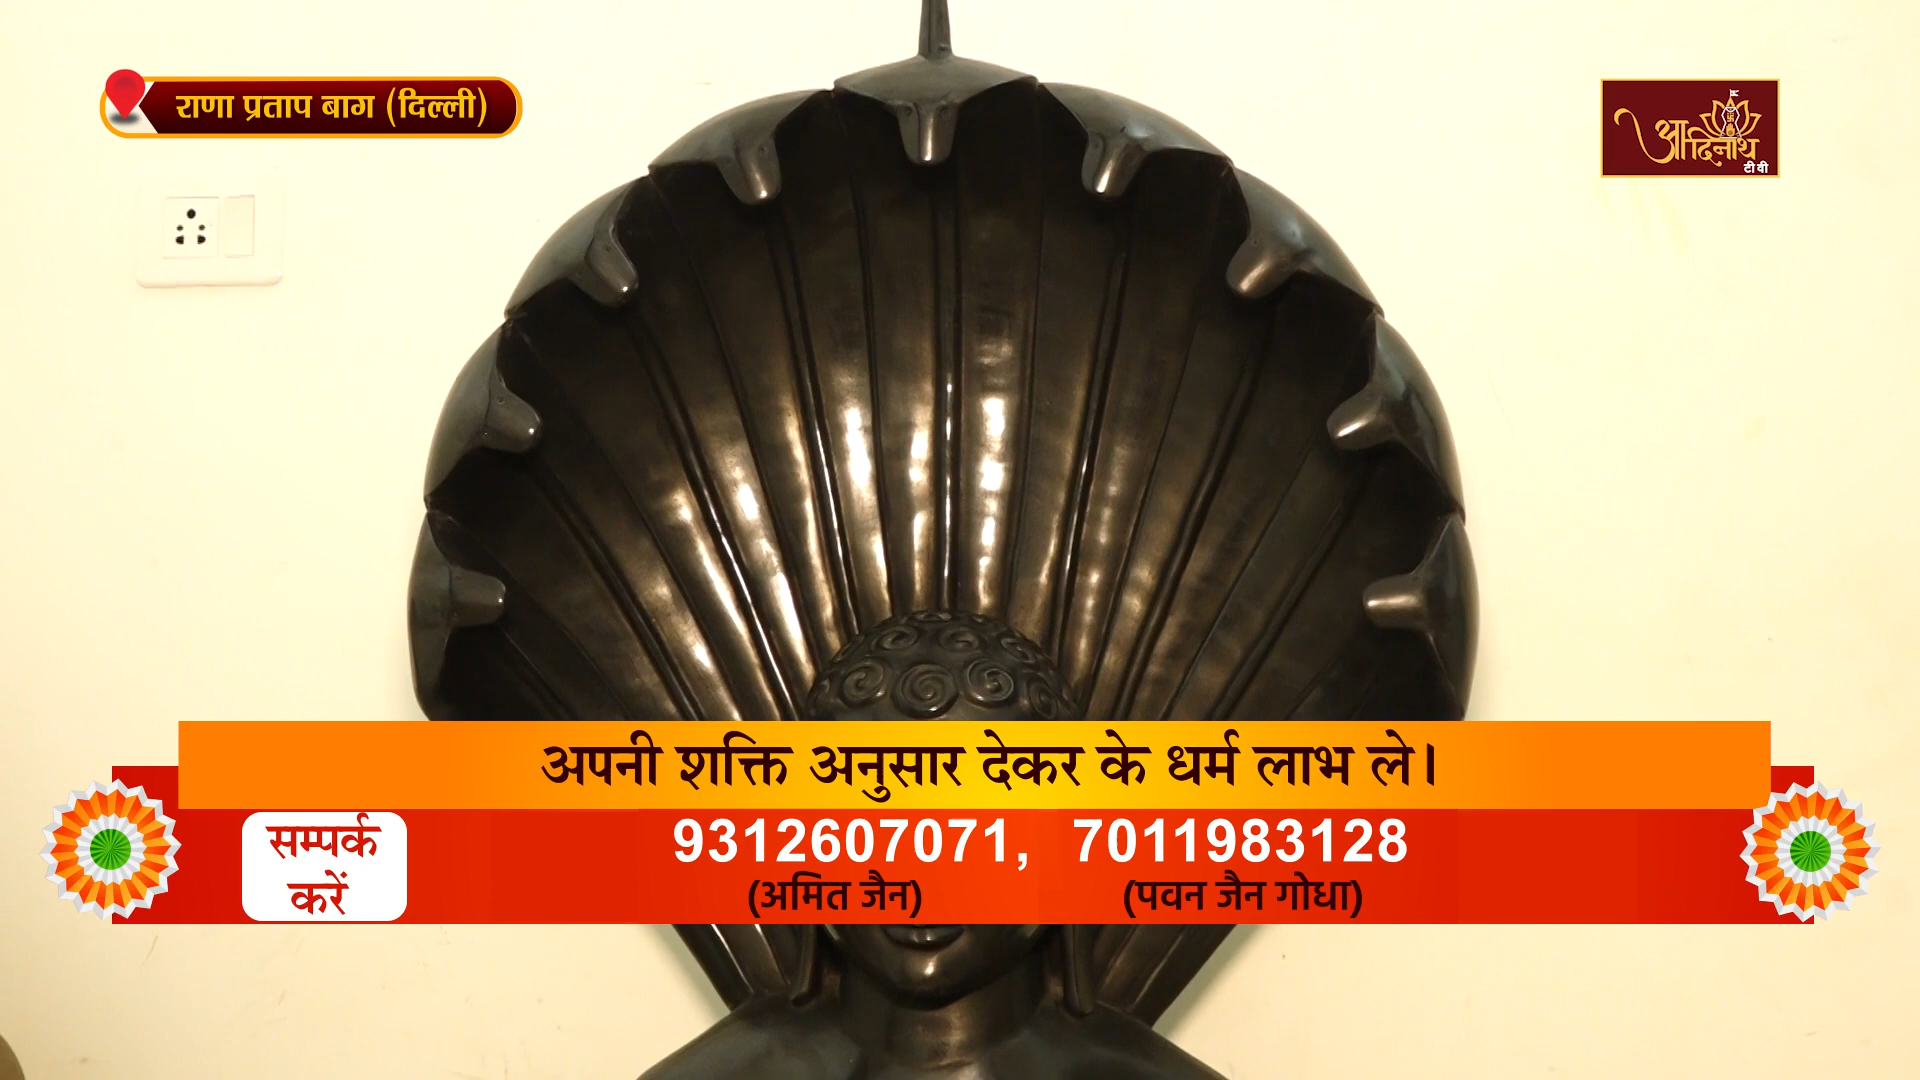 राणा प्रताप बाग (दिल्ली)
आदिनाथ
टीवी
अपनी शक्ति अनुसार देकर के धर्म लाभ ले।
सम्पर्क
करें
9312607071, 7011983128
(अमित जैन) (पवन जैन गोधा)